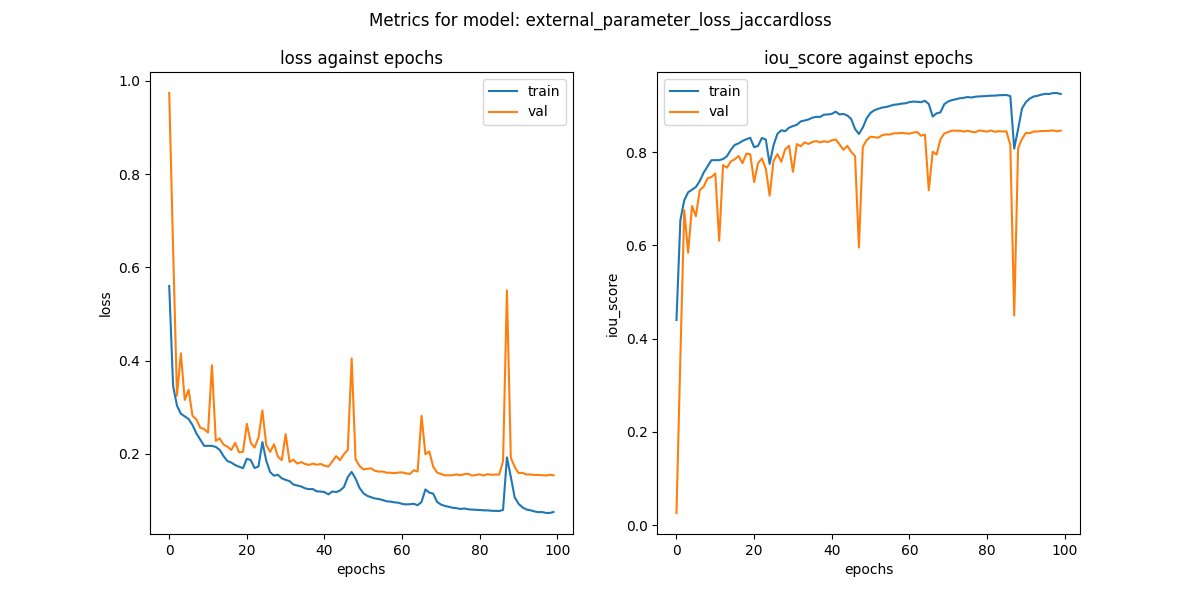 Metrics for model: external_parameter_loss_jaccardloss
loss against epochs
train
val
1.0
0.8
0.6
0.4
0.2
loss
0 20 40 60 80 100
epochs
iou_score against epochs
train
val
0.8
0.6
0.4
0.2
0.0
iou_score
0 20 40 60 80 100
epochs